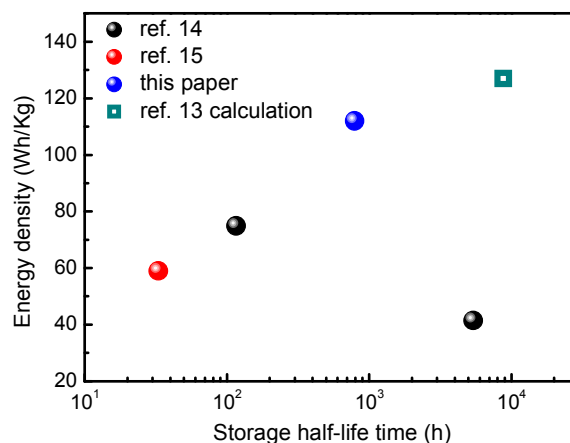 140
120
100
80
60
40
20
Energy density (Wh/Kg)
ref. 14
ref. 15
this paper
ref. 13 calculation
10¹ 10² 10³ 10⁴
Storage half-life time (h)